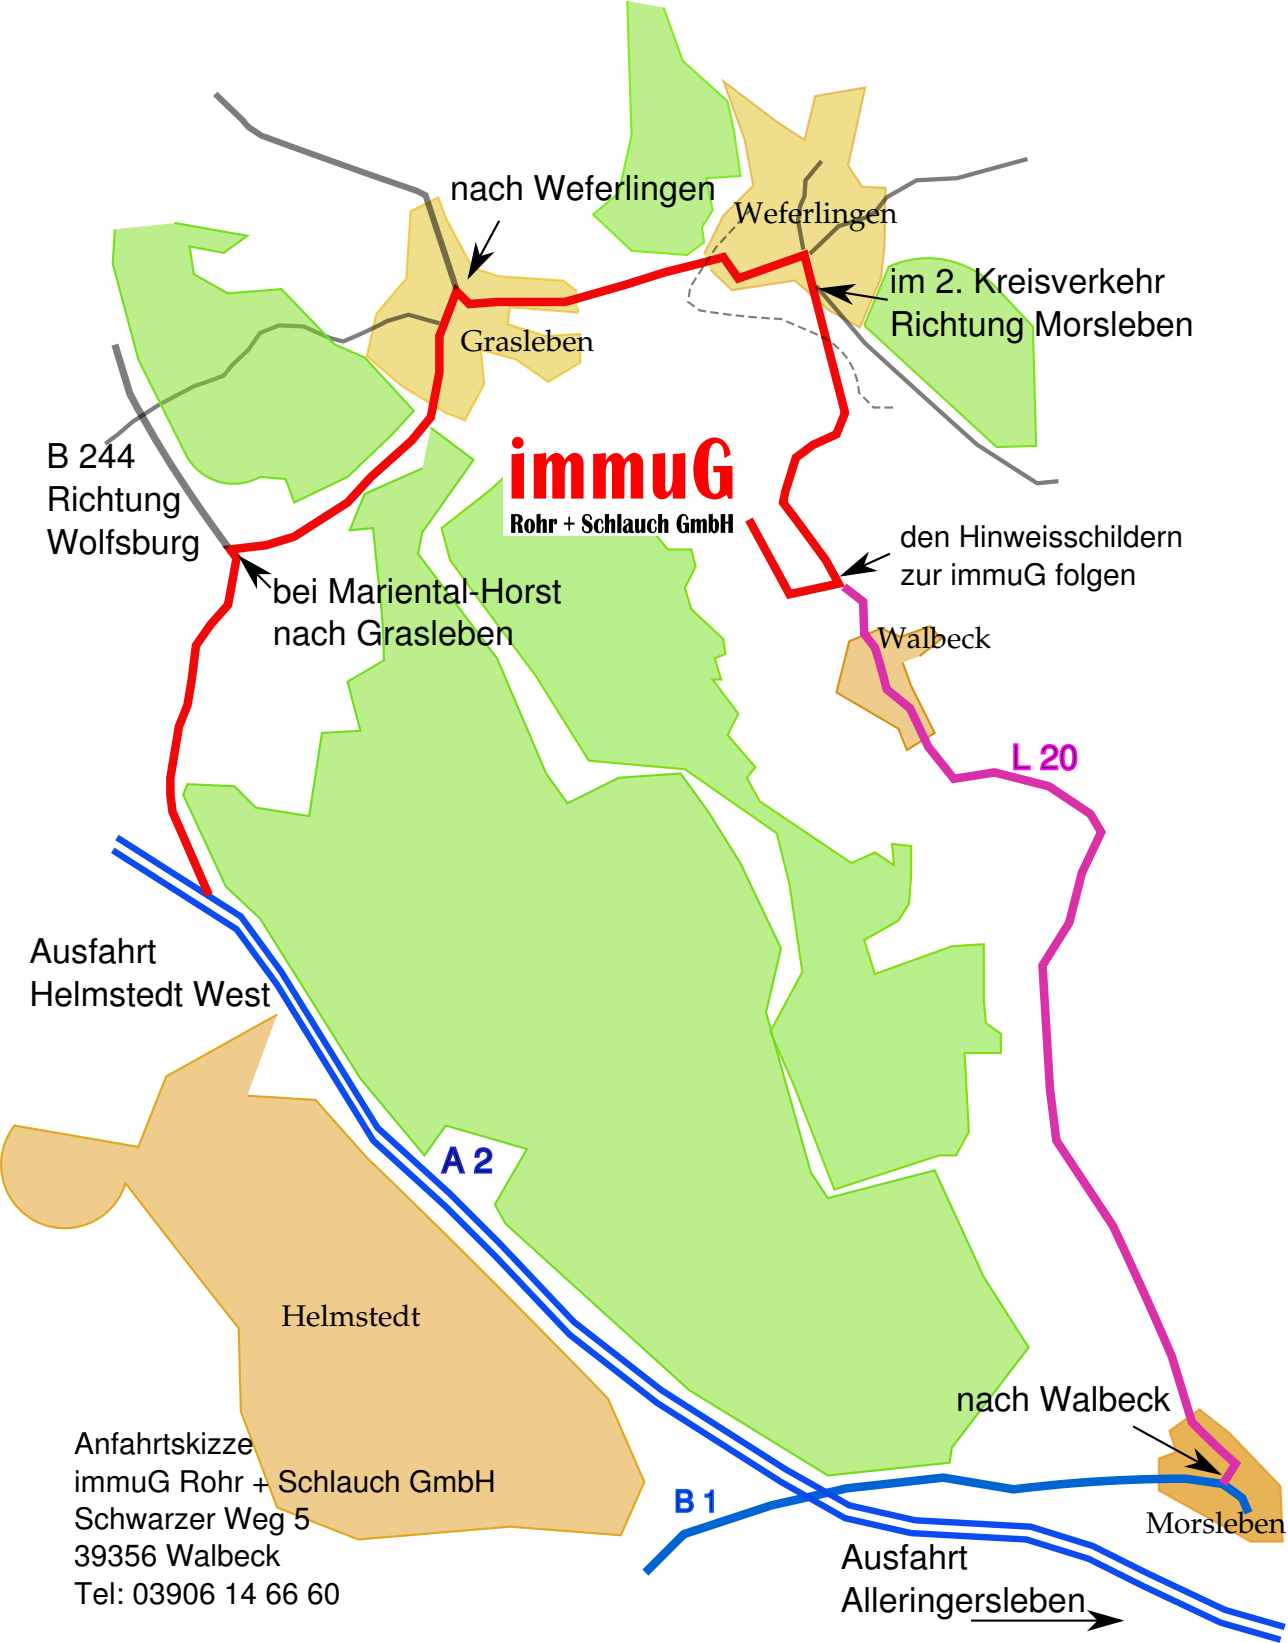 nach Weferlingen
Weferlingen
im 2. Kreisverkehr
Richtung Morsleben
Grasleben
B 244
Richtung
Wolfsburg
immuG
Rohr + Schlauch GmbH
den Hinweisschildern
zur immuG folgen
bei Mariental-Horst
nach Grasleben
Walbeck
L 20
Ausfahrt
Helmstedt West
A 2
Helmstedt
nach Walbeck
Anfahrtskizze
immuG Rohr + Schlauch GmbH
Schwarzer Weg 5
39356 Walbeck
Tel: 03906 14 66 60
B 1
Morsleben
Ausfahrt
Alleringersleben